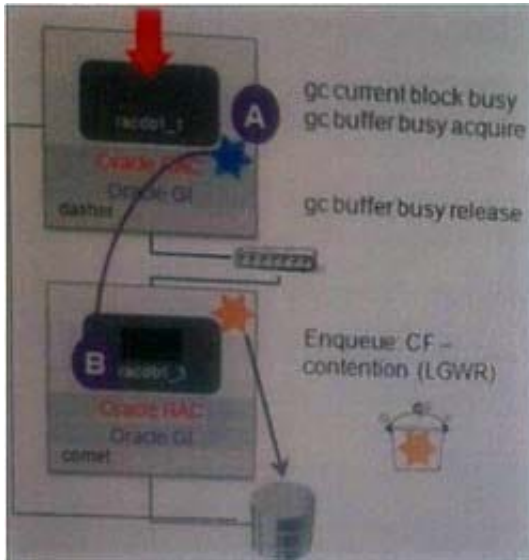 racdb1_1
A
gc current block busy
gc buffer busy acquire
Oracle RAC
Oracle GI
dasher
gc buffer busy release
B
Enqueue: CF –
contention (LGWR)
Oracle RAC
Oracle GI
comet